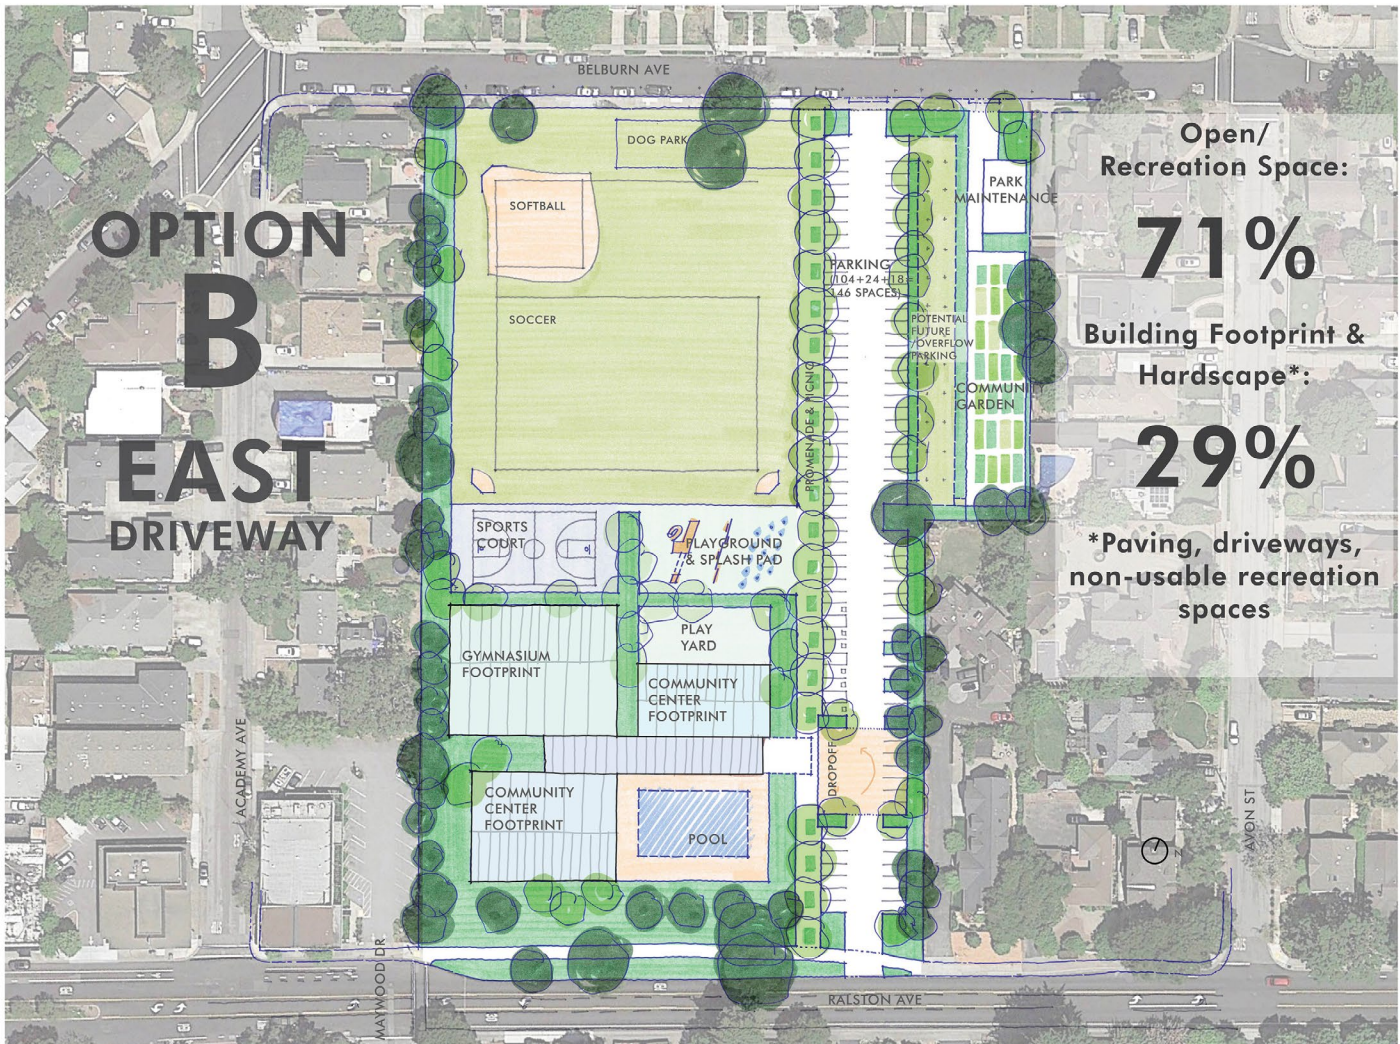 BELBURN AVE
OPTION
B
EAST
DRIVEWAY
DOG PARK
SOFTBALL
SOCCER
PARK
MAINTENANCE
PARKING
(104+24+18=
146 SPACES)
POTENTIAL
FUTURE
/OVERFLOW
PARKING
PROMENADE & PICNIC
GARDEN
SPORTS
COURT
PLAYGROUND
& SPLASH PAD
PLAY
YARD
GYMNASIUM
FOOTPRINT
COMMUNITY
CENTER
FOOTPRINT
COMMUNITY
CENTER
FOOTPRINT
POOL
DROPOFF
ACADEMY AVE
MAYWOOD DR
RALSTON AVE
AVON ST
N
Open/
Recreation Space:
71%
Building Footprint &
Hardscape*:
29%
*Paving, driveways,
non-usable recreation
spaces